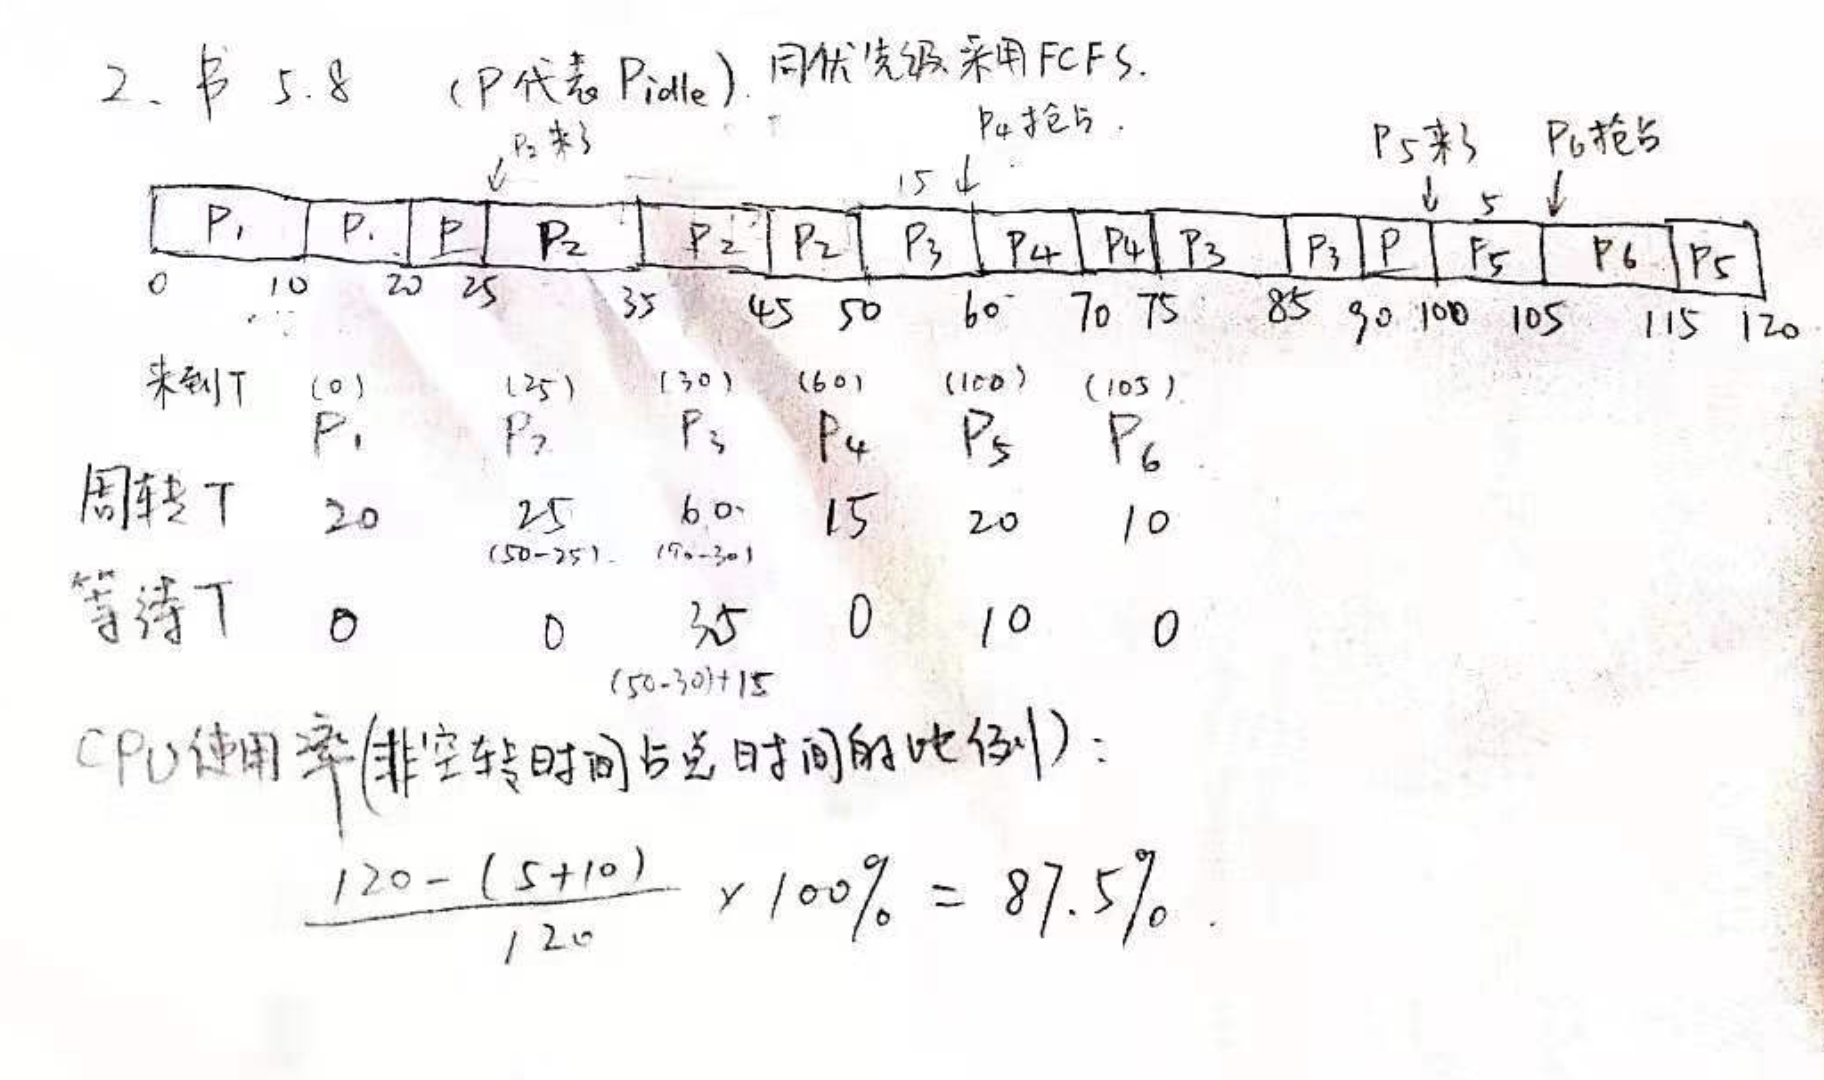 2、书 5.8 (P代表Pidle). 同优先级采用FCFS.
P2来了 P4抢占. P5来了 P6抢占
15 5
P1 P1 P P2 P2 P2 P3 P4 P4 P3 P3 P P5 P6 P5
0 10 20 25 35 45 50 60 70 75 85 90 100 105 115 120
来到T (0) (25) (30) (60) (100) (105)
P1 P2 P3 P4 P5 P6
周转T 20 25 60 15 20 10
(50-25). (90-30)
等待T 0 0 35 0 10 0
(50-30)+15
CPU使用率(非空转时间占总时间的比例):
120-(5+10)
120
×100% = 87.5%.